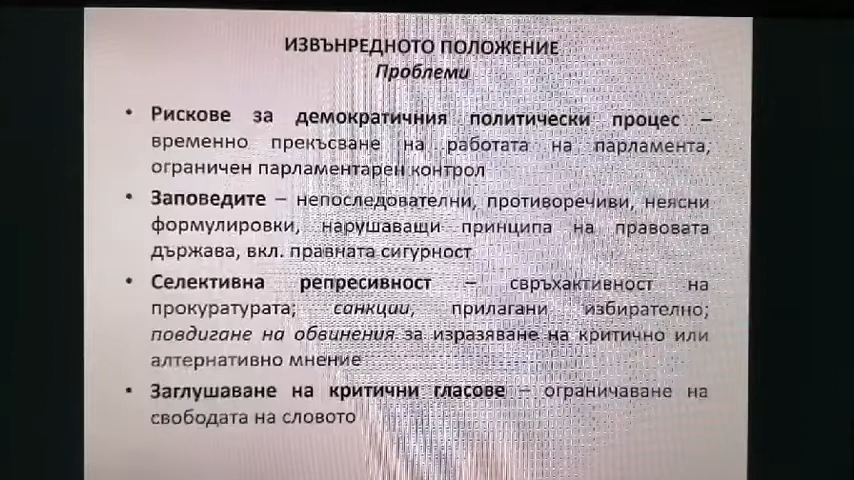 ИЗВЪНРЕДНОТО ПОЛОЖЕНИЕ
Проблеми
• Рискове за демократичния политически процес –
временно прекъсване на работата на парламента,
ограничен парламентарен контрол
• Заповедите – непоследователни, противоречиви, неясни
формулировки, нарушаващи принципа на правовата
държава, вкл. правната сигурност
• Селективна репресивност – свръхактивност на
прокуратурата; санкции, прилагани избирателно;
повдигане на обвинения за изразяване на критично или
алтернативно мнение
• Заглушаване на критични гласове – ограничаване на
свободата на словото